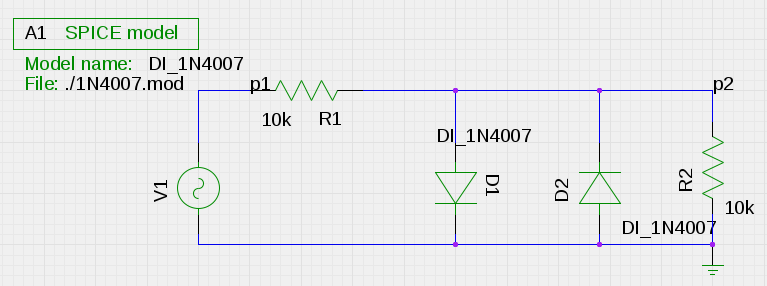 A1 SPICE model
Model name: DI_1N4007
File: ./1N4007.mod
p1
p2
10k
R1
DI_1N4007
V1
D1
D2
R2
10k
DI_1N4007